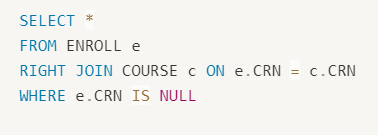 SELECT *
FROM ENROLL e
RIGHT JOIN COURSE c ON e.CRN = c.CRN
WHERE e.CRN IS NULL